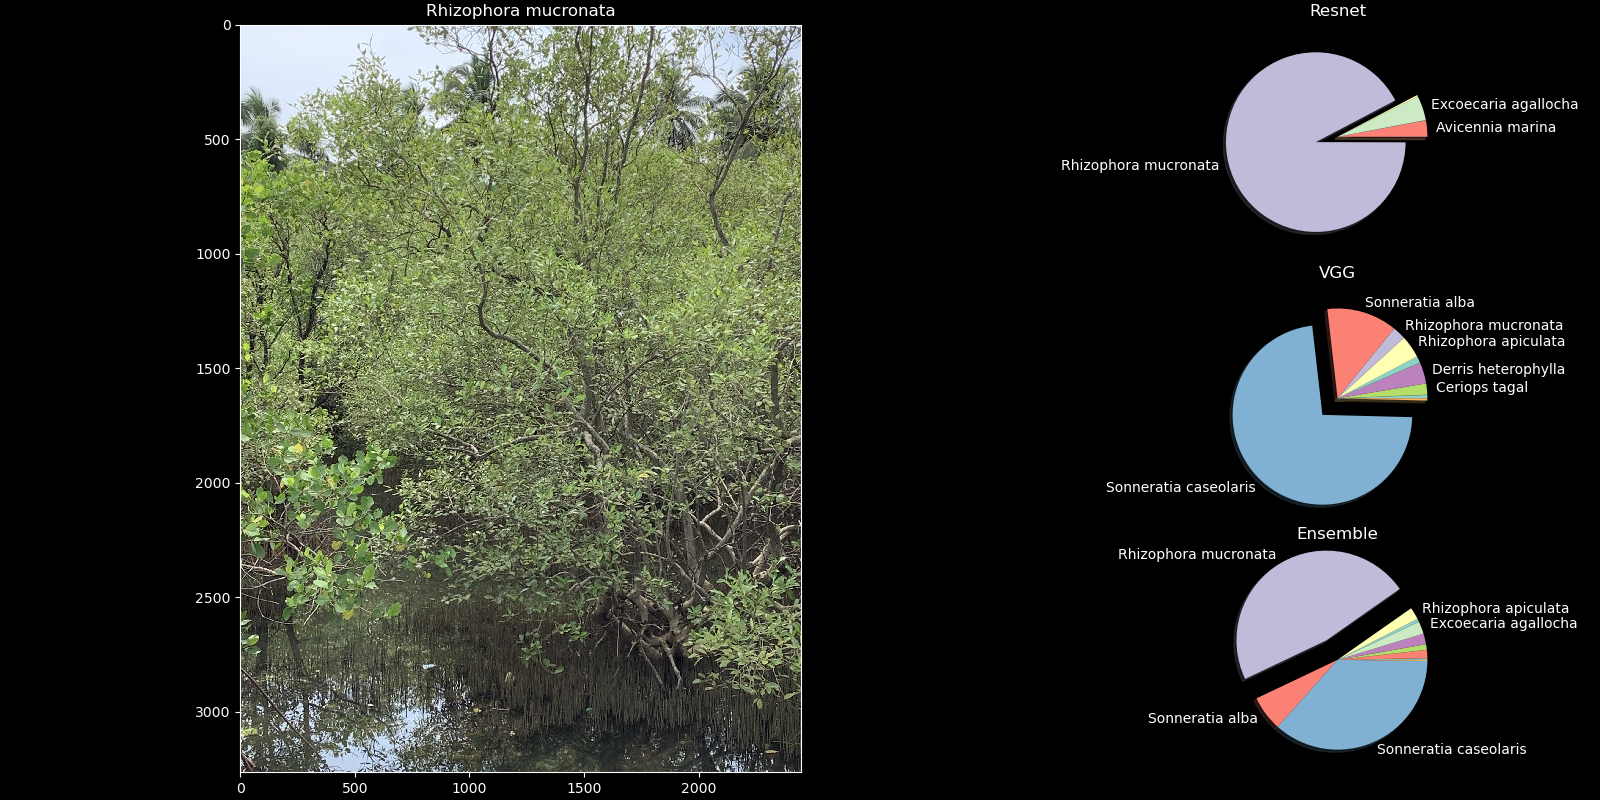 Rhizophora mucronata
0
500
1000
1500
2000
2500
3000
0
500
1000
1500
2000
Resnet
Excoecaria agallocha
Avicennia marina
Rhizophora mucronata
VGG
Sonneratia alba
Rhizophora mucronata
Rhizophora apiculata
Derris heterophylla
Ceriops tagal
Sonneratia caseolaris
Ensemble
Rhizophora mucronata
Rhizophora apiculata
Excoecaria agallocha
Sonneratia alba
Sonneratia caseolaris